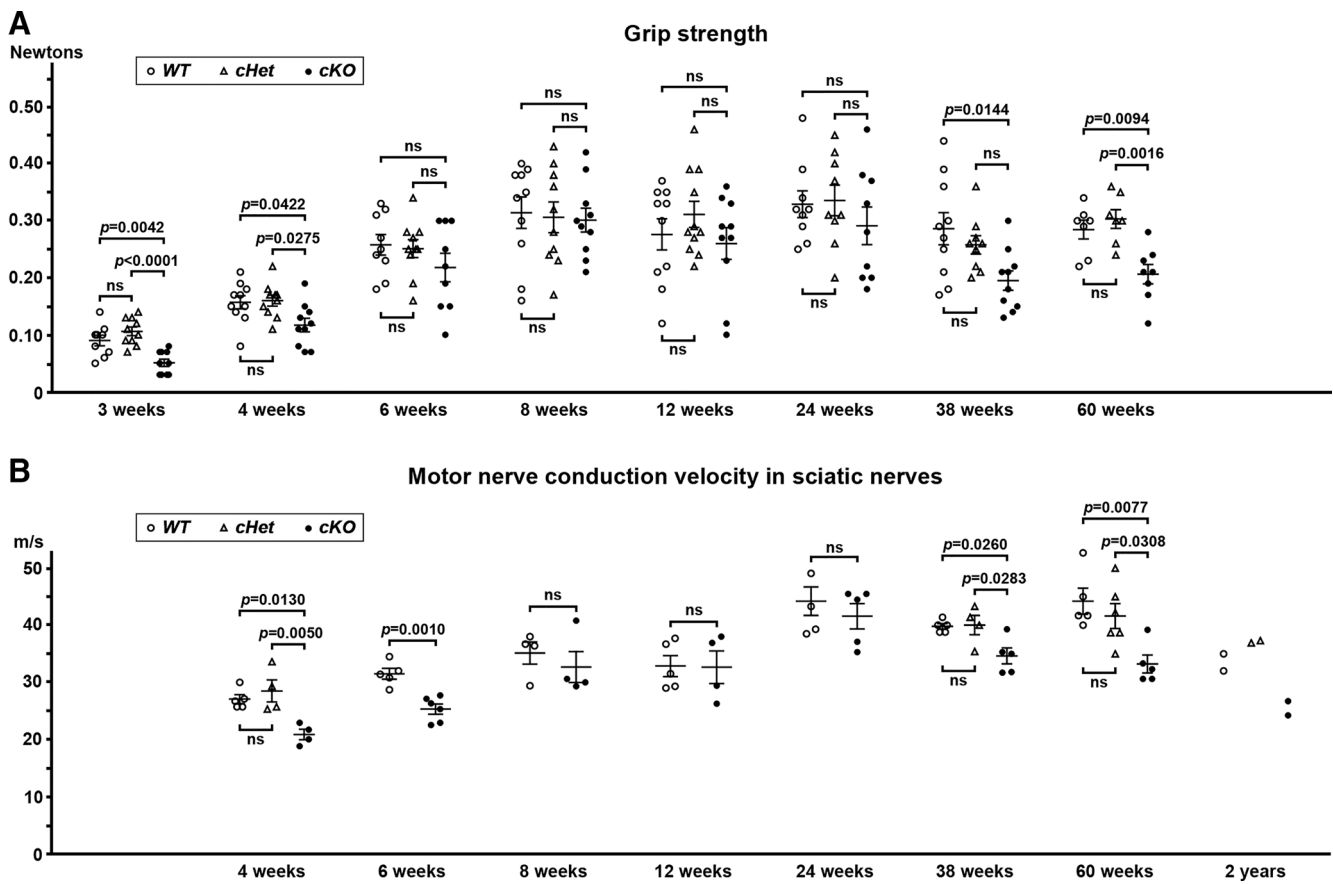 A
Grip strength
Newtons
WT cHet cKO
0.50
0.40
0.30
0.20
0.10
0
p=0.0042
p<0.0001
ns
p=0.0422
p=0.0275
ns
ns
ns
ns
ns
ns
ns
ns
ns
ns
ns
ns
ns
p=0.0144
ns
ns
p=0.0094
p=0.0016
ns
3 weeks 4 weeks 6 weeks 8 weeks 12 weeks 24 weeks 38 weeks 60 weeks
B
Motor nerve conduction velocity in sciatic nerves
m/s
WT cHet cKO
50
40
30
20
10
0
p=0.0130
p=0.0050
ns
p=0.0010
ns
ns
ns
p=0.0260
p=0.0283
ns
p=0.0077
p=0.0308
ns
4 weeks 6 weeks 8 weeks 12 weeks 24 weeks 38 weeks 60 weeks 2 years